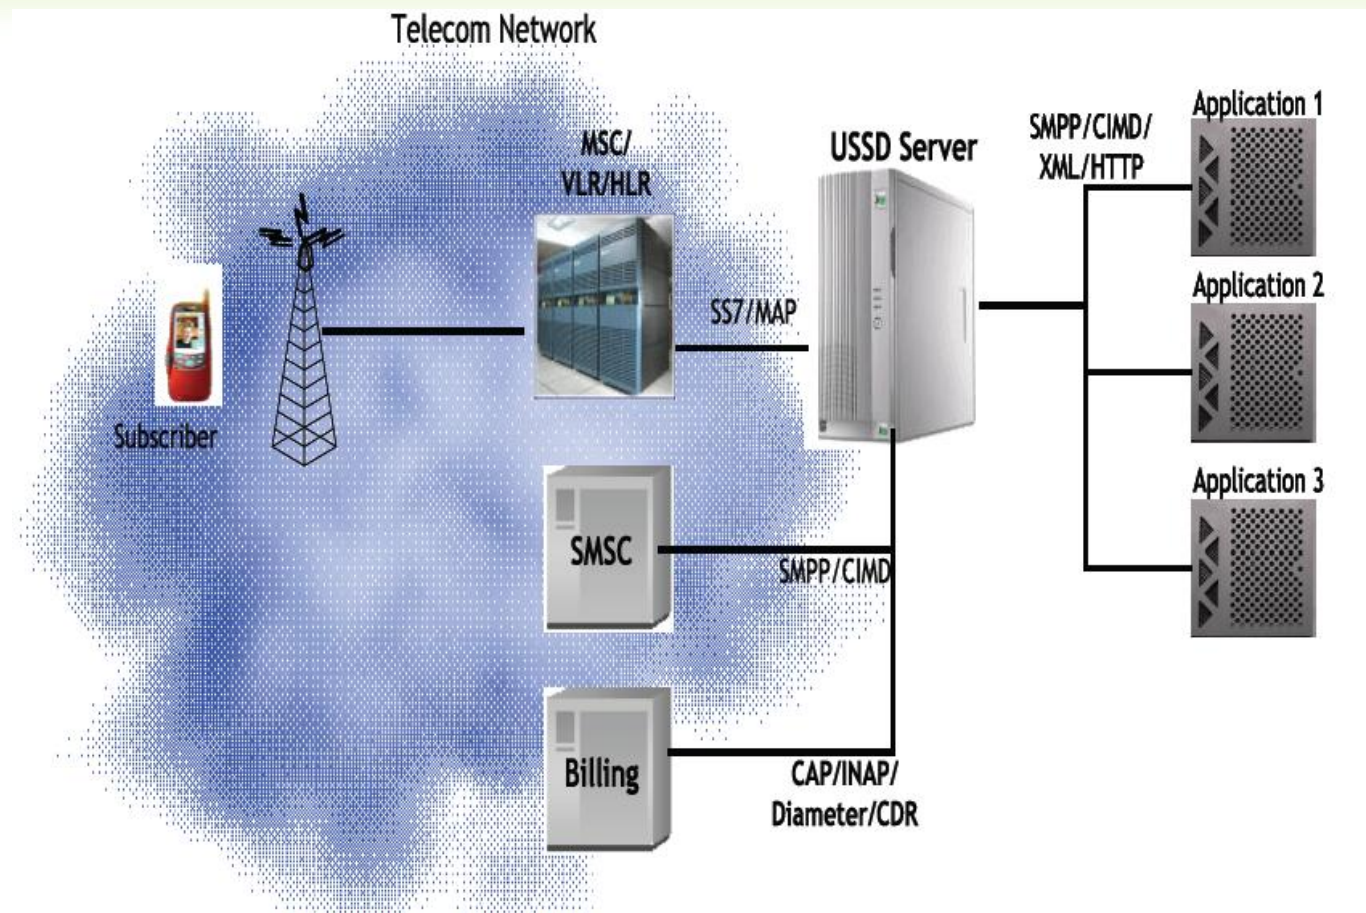 Telecom Network
MSC/
VLR/HLR
USSD Server
SMPP/CIMD/
XML/HTTP
Application 1
SS7/MAP
Application 2
Subscriber
Application 3
SMSC
SMPP/CIMD
Billing
CAP/INAP/
Diameter/CDR